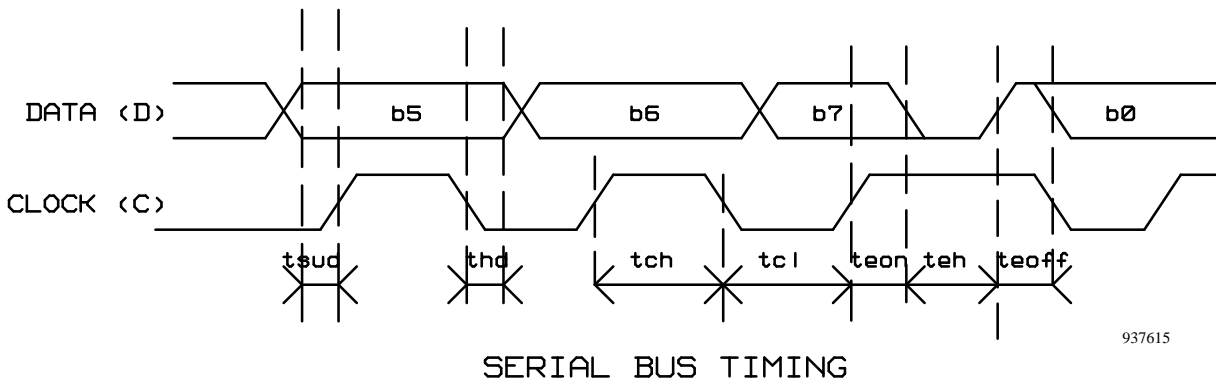 DATA (D) b5 b6 b7 b0
CLOCK (C)
tsud thd tch tcl teon teh teoff
937615
SERIAL BUS TIMING